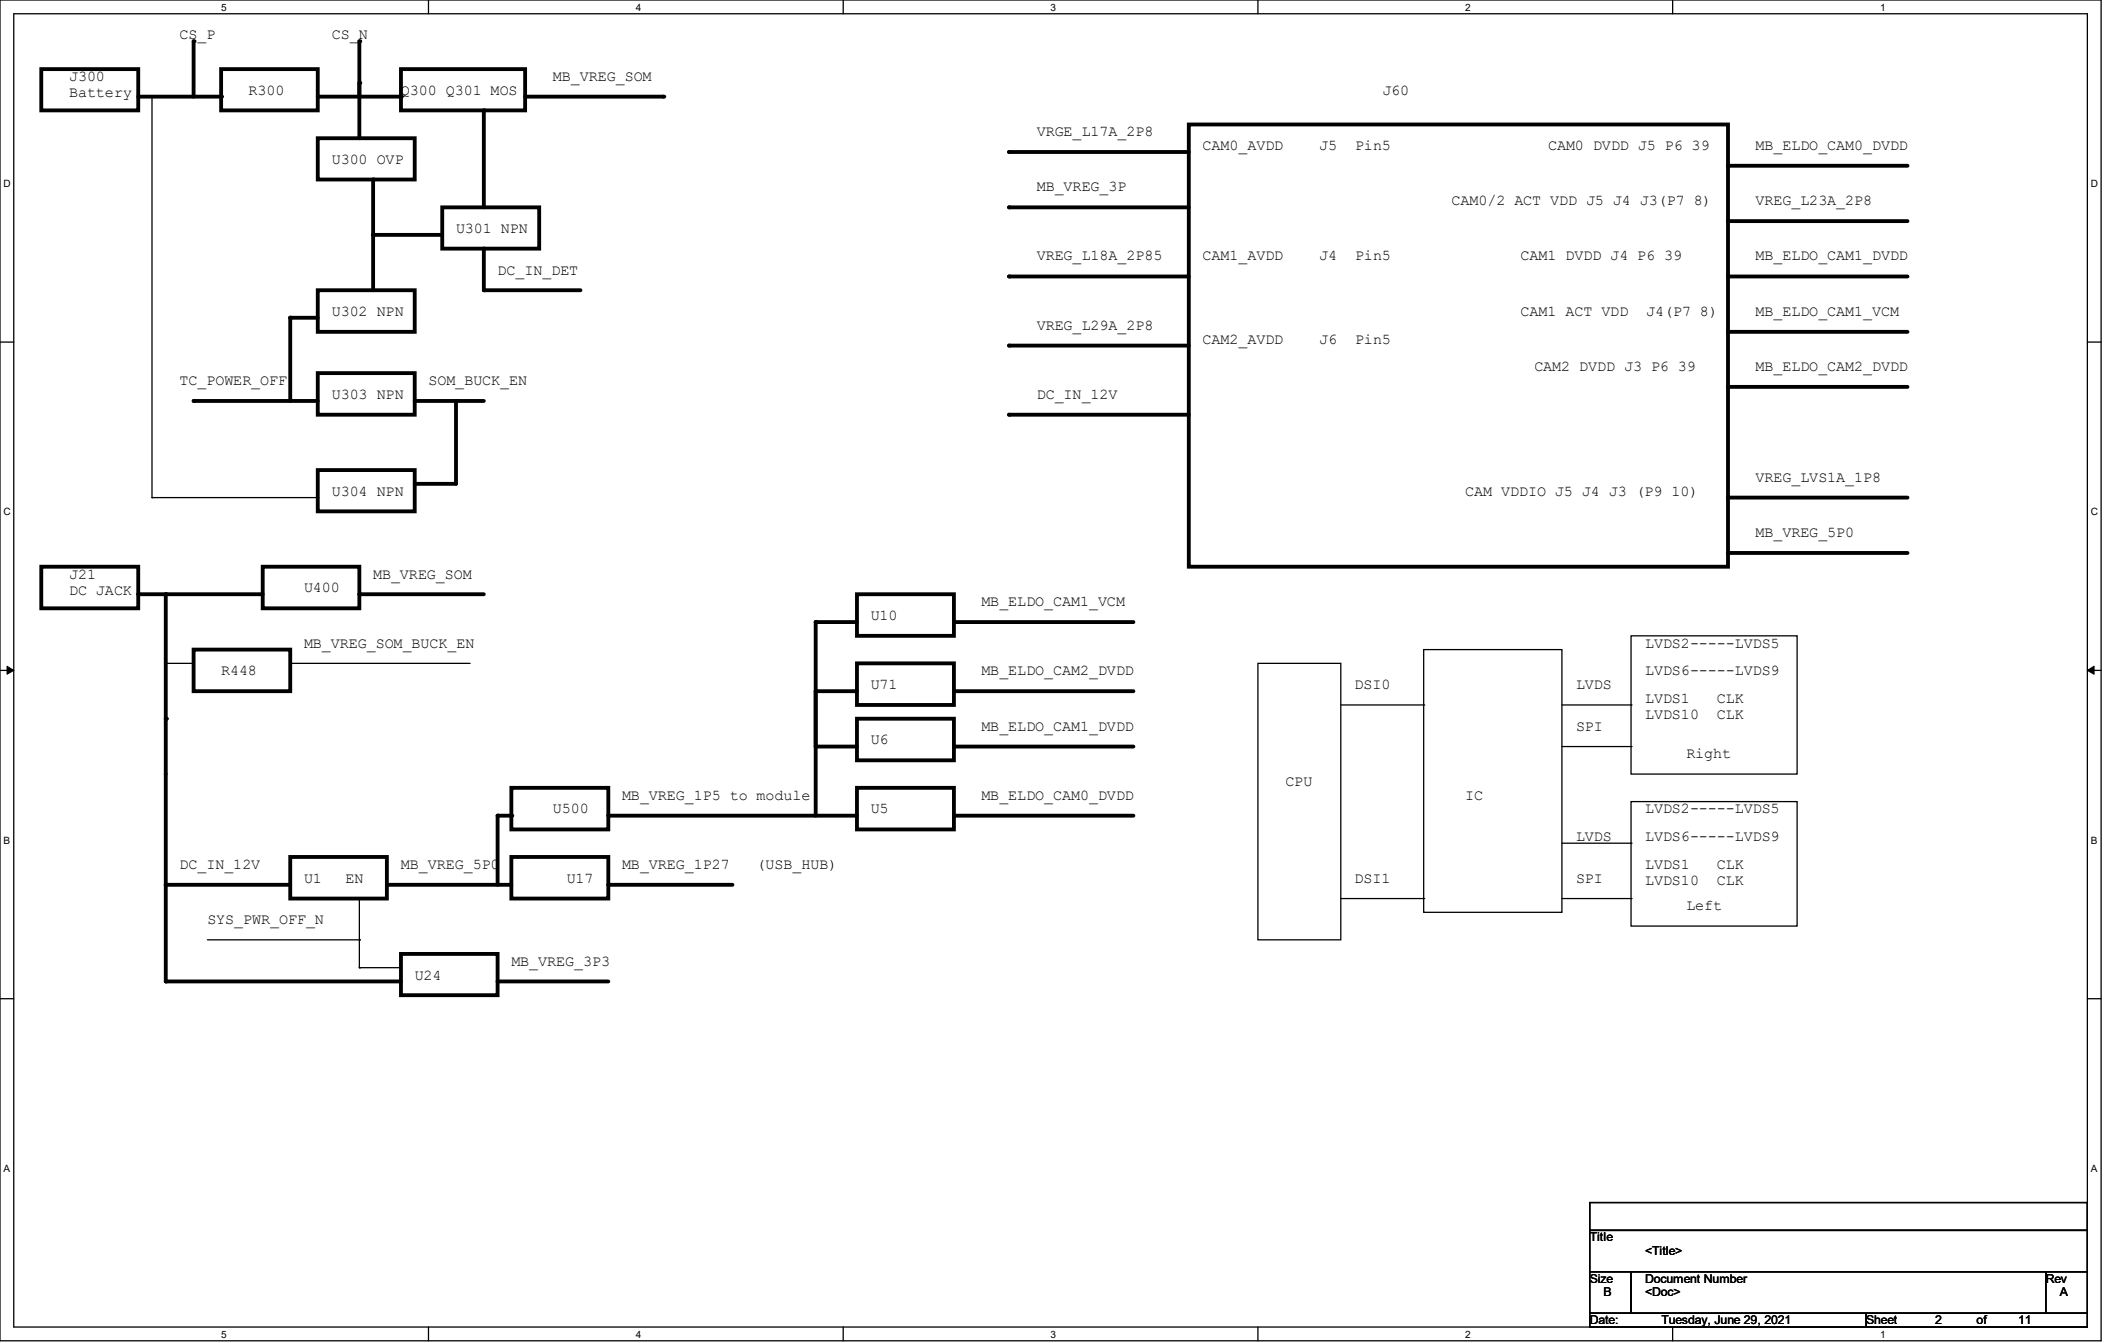 5 4 3 2 1
CS_P
CS_N
J300
Battery
R300
Q300 Q301 MOS
MB_VREG_SOM
U300 OVP
U301 NPN
DC_IN_DET
U302 NPN
TC_POWER_OFF
U303 NPN
SOM_BUCK_EN
U304 NPN
J60
VRGE_L17A_2P8
CAM0_AVDD J5 Pin5
CAM0 DVDD J5 P6 39
MB_ELDO_CAM0_DVDD
MB_VREG_3P
CAM0/2 ACT VDD J5 J4 J3(P7 8)
VREG_L23A_2P8
VREG_L18A_2P85
CAM1_AVDD J4 Pin5
CAM1 DVDD J4 P6 39
MB_ELDO_CAM1_DVDD
CAM1 ACT VDD J4(P7 8)
MB_ELDO_CAM1_VCM
VREG_L29A_2P8
CAM2_AVDD J6 Pin5
CAM2 DVDD J3 P6 39
MB_ELDO_CAM2_DVDD
DC_IN_12V
CAM VDDIO J5 J4 J3 (P9 10)
VREG_LVS1A_1P8
MB_VREG_5P0
D
D
C
C
J21
DC JACK
U400
MB_VREG_SOM
R448
MB_VREG_SOM_BUCK_EN
U10
MB_ELDO_CAM1_VCM
U71
MB_ELDO_CAM2_DVDD
U6
MB_ELDO_CAM1_DVDD
U500
MB_VREG_1P5 to module
U5
MB_ELDO_CAM0_DVDD
DC_IN_12V
U1 EN
MB_VREG_5P0
U17
MB_VREG_1P27 (USB_HUB)
SYS_PWR_OFF_N
U24
MB_VREG_3P3
CPU
DSI0
DSI1
IC
LVDS
SPI
LVDS2-----LVDS5
LVDS6-----LVDS9
LVDS1 CLK
LVDS10 CLK
Right
LVDS
SPI
LVDS2-----LVDS5
LVDS6-----LVDS9
LVDS1 CLK
LVDS10 CLK
Left
B
B
A
A
Title
<Title>
Size
B
Document Number
<Doc>
Rev
A
Date: Tuesday, June 29, 2021 Sheet 2 of 11
5 4 3 2 1